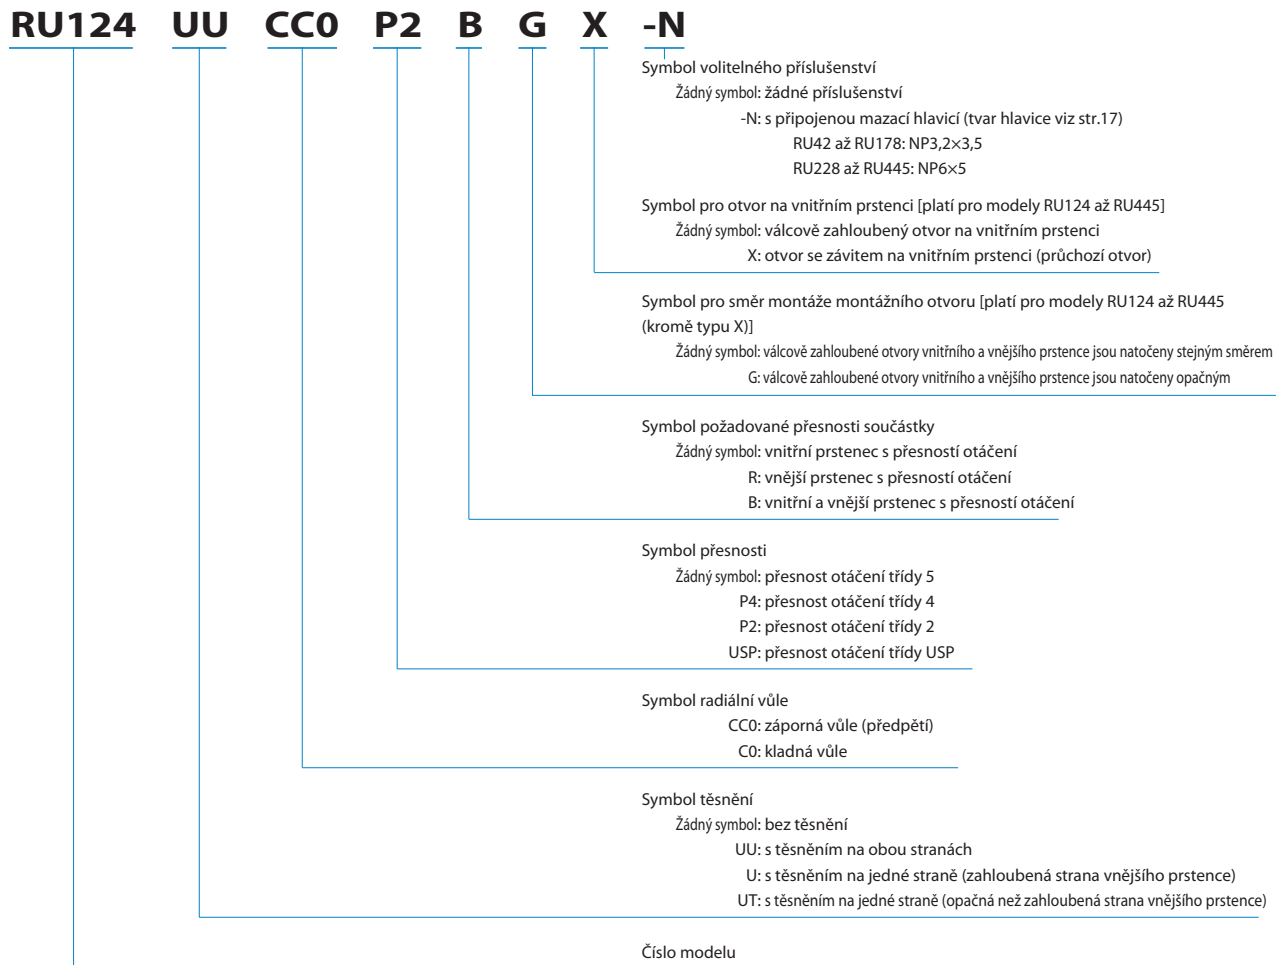 RU124 UU CC0 P2 B G X -N
Symbol volitelného příslušenství
Žádný symbol: žádné příslušenství
-N: s připojenou mazací hlavicí (tvar hlavice viz str.17)
RU42 až RU178: NP3,2×3,5
RU228 až RU445: NP6×5
Symbol pro otvor na vnitřním prstenci [platí pro modely RU124 až RU445]
Žádný symbol: válcově zahloubený otvor na vnitřním prstenci
X: otvor se závitem na vnitřním prstenci (průchozí otvor)
Symbol pro směr montáže montážního otvoru [platí pro modely RU124 až RU445
(kromě typu X)]
Žádný symbol: válcově zahloubené otvory vnitřního a vnějšího prstence jsou natočeny stejným směrem
G: válcově zahloubené otvory vnitřního a vnějšího prstence jsou natočeny opačným
Symbol požadované přesnosti součástky
Žádný symbol: vnitřní prstenec s přesností otáčení
R: vnější prstenec s přesností otáčení
B: vnitřní a vnější prstenec s přesností otáčení
Symbol přesnosti
Žádný symbol: přesnost otáčení třídy 5
P4: přesnost otáčení třídy 4
P2: přesnost otáčení třídy 2
USP: přesnost otáčení třídy USP
Symbol radiální vůle
CC0: záporná vůle (předpětí)
C0: kladná vůle
Symbol těsnění
Žádný symbol: bez těsnění
UU: s těsněním na obou stranách
U: s těsněním na jedné straně (zahloubená strana vnějšího prstence)
UT: s těsněním na jedné straně (opačná než zahloubená strana vnějšího prstence)
Číslo modelu